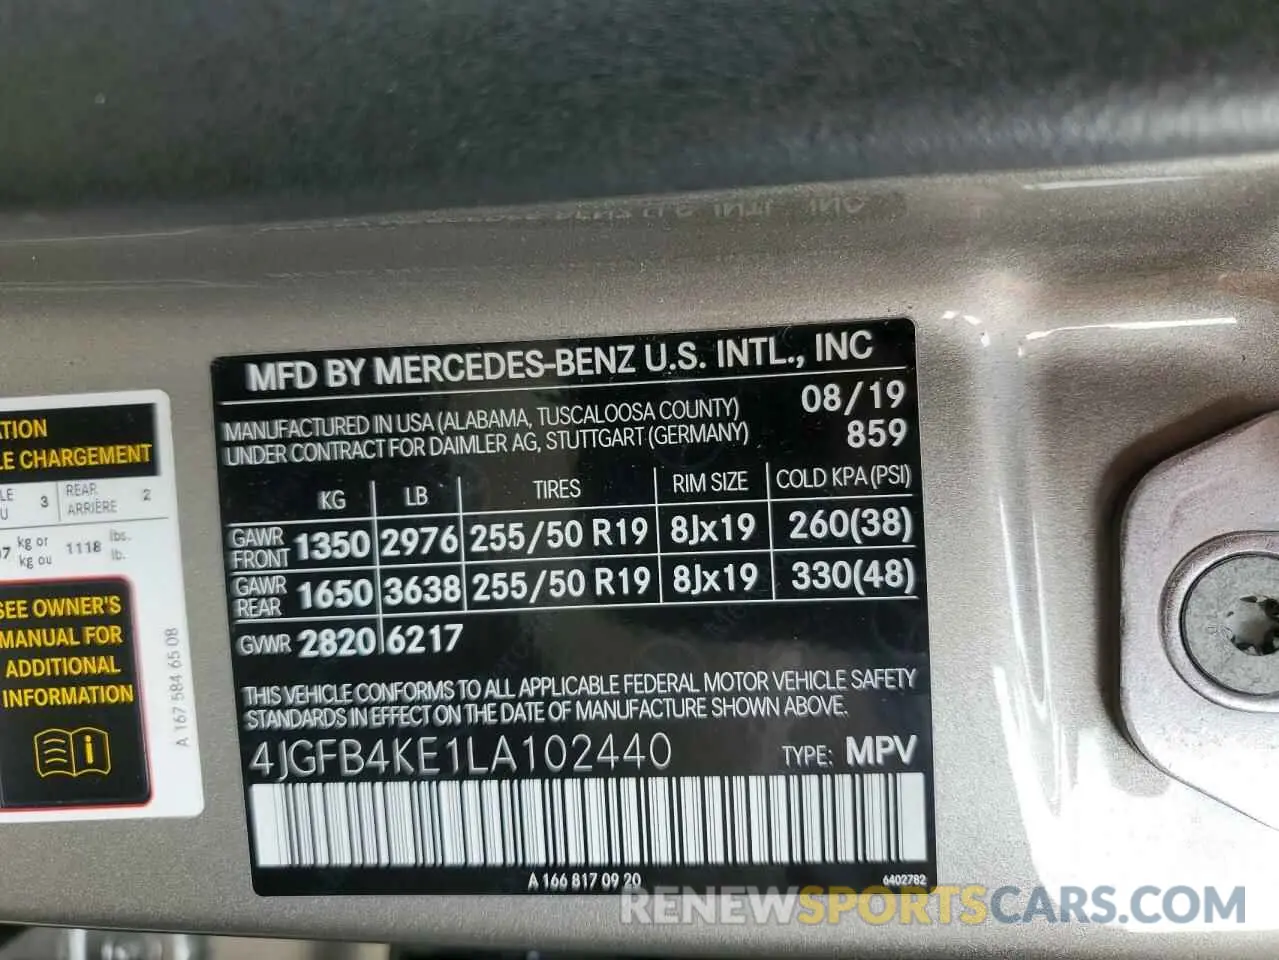 MFD BY MERCEDES-BENZ U.S. INTL., INC
MANUFACTURED IN USA (ALABAMA, TUSCALOOSA COUNTY) 08/19
UNDER CONTRACT FOR DAIMLER AG, STUTTGART (GERMANY) 859
KG LB TIRES RIM SIZE COLD KPA (PSI)
GAWR FRONT 1350 2976 255/50 R19 8Jx19 260(38)
GAWR REAR 1650 3638 255/50 R19 8Jx19 330(48)
GVWR 2820 6217
THIS VEHICLE CONFORMS TO ALL APPLICABLE FEDERAL MOTOR VEHICLE SAFETY
STANDARDS IN EFFECT ON THE DATE OF MANUFACTURE SHOWN ABOVE.
4JGFB4KE1LA102440 TYPE: MPV
A 166 817 09 20 6402782
CHARGEMENT
3 REAR ARRIÈRE 2
kg or kg ou 1118 lbs. lb.
SEE OWNER'S
MANUAL FOR
ADDITIONAL
INFORMATION
A 167 584 65 08
RENEWSPORTSCARS.COM